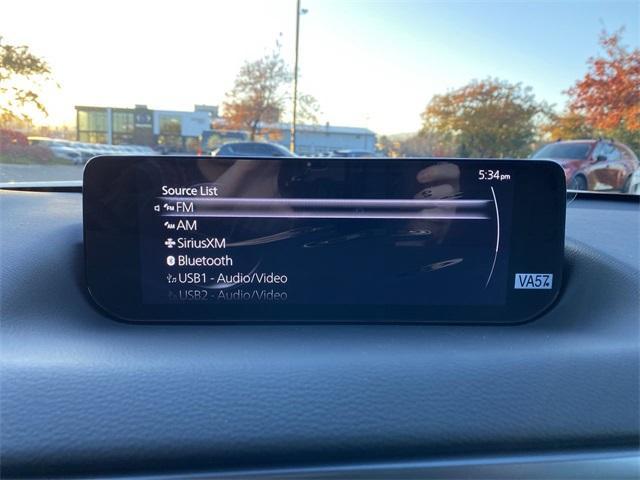 5:34pm
Source List
FM
AM
SiriusXM
Bluetooth
USB1 - Audio/Video
USB2 - Audio/Video
VA57